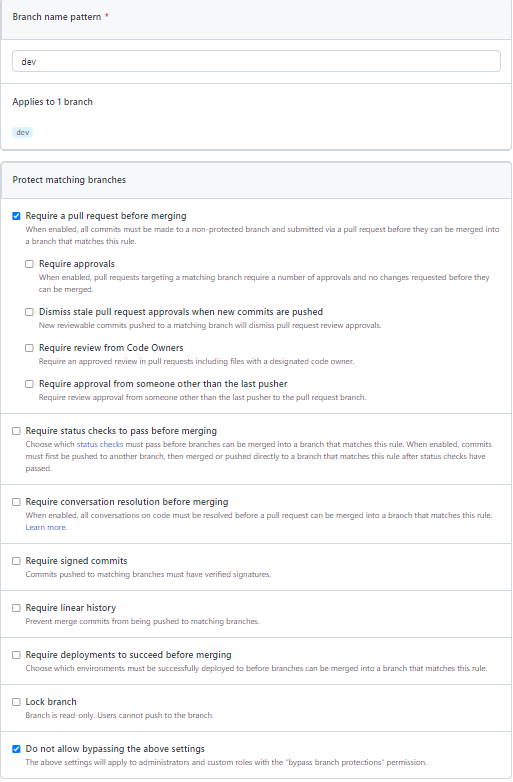 Branch name pattern *
dev
Applies to 1 branch
dev
Protect matching branches
Require a pull request before merging
When enabled, all commits must be made to a non-protected branch and submitted via a pull request before they can be merged into
a branch that matches this rule.
Require approvals
When enabled, pull requests targeting a matching branch require a number of approvals and no changes requested before they
can be merged.
Dismiss stale pull request approvals when new commits are pushed
New reviewable commits pushed to a matching branch will dismiss pull request review approvals.
Require review from Code Owners
Require an approved review in pull requests including files with a designated code owner.
Require approval from someone other than the last pusher
Require review approval from someone other than the last pusher to the pull request branch.
Require status checks to pass before merging
Choose which status checks must pass before branches can be merged into a branch that matches this rule. When enabled, commits
must first be pushed to another branch, then merged or pushed directly to a branch that matches this rule after status checks have
passed.
Require conversation resolution before merging
When enabled, all conversations on code must be resolved before a pull request can be merged into a branch that matches this rule.
Learn more.
Require signed commits
Commits pushed to matching branches must have verified signatures.
Require linear history
Prevent merge commits from being pushed to matching branches.
Require deployments to succeed before merging
Choose which environments must be successfully deployed to before branches can be merged into a branch that matches this rule.
Lock branch
Branch is read-only. Users cannot push to the branch.
Do not allow bypassing the above settings
The above settings will apply to administrators and custom roles with the "bypass branch protections" permission.